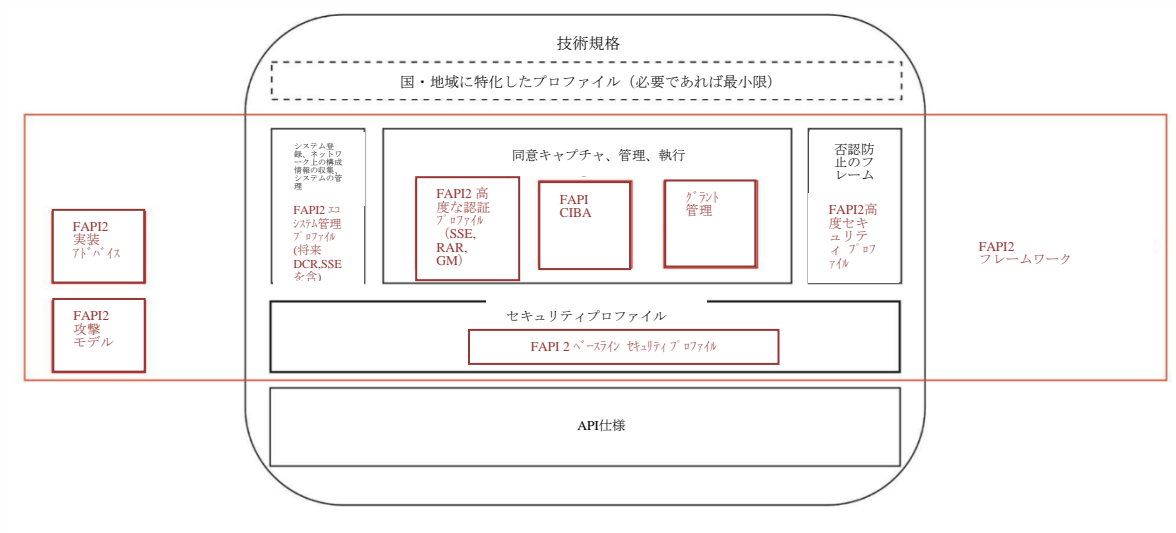 技術規格
国・地域に特化したプロファイル（必要であれば最小限）
システム登
録、ネットワ
ーク上の構成
情報の収集、
システムの管
理
FAPI2 ｴｺ
ｼｽﾃﾑ管理
ﾌﾟﾛﾌｧｲﾙ
(将来
DCR,SSE
を含)
同意キャプチャ、管理、執行
FAPI2 高
度な認証
ﾌﾟﾛﾌｧｲﾙ
（SSE,
RAR,
GM）
FAPI
CIBA
ｸﾞﾗﾝﾄ
管理
否認防
止のフ
レーム
FAPI2高
度セキ
ュリテ
ィ ﾌﾟﾛﾌ
ｧｲﾙ
FAPI2
実装
ｱﾄﾞﾊﾞｲｽ
FAPI2
攻撃
モデル
FAPI2
フレームワーク
セキュリティプロファイル
FAPI 2 ﾍﾞｰｽﾗｲﾝ ｾｷｭﾘﾃｨ ﾌﾟﾛﾌｧｲﾙ
API仕様